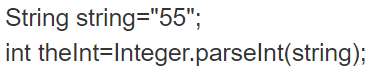 String string="55";
int theInt=Integer.parseInt(string);